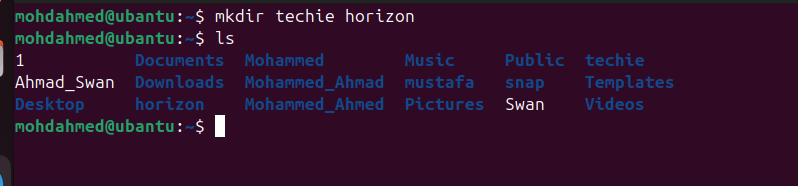 mohdahmed@ubantu:~$ mkdir techie horizon
mohdahmed@ubantu:~$ ls
1 Documents Mohammed Music Public techie
Ahmad_Swan Downloads Mohammed_Ahmad mustafa snap Templates
Desktop horizon Mohammed_Ahmed Pictures Swan Videos
mohdahmed@ubantu:~$